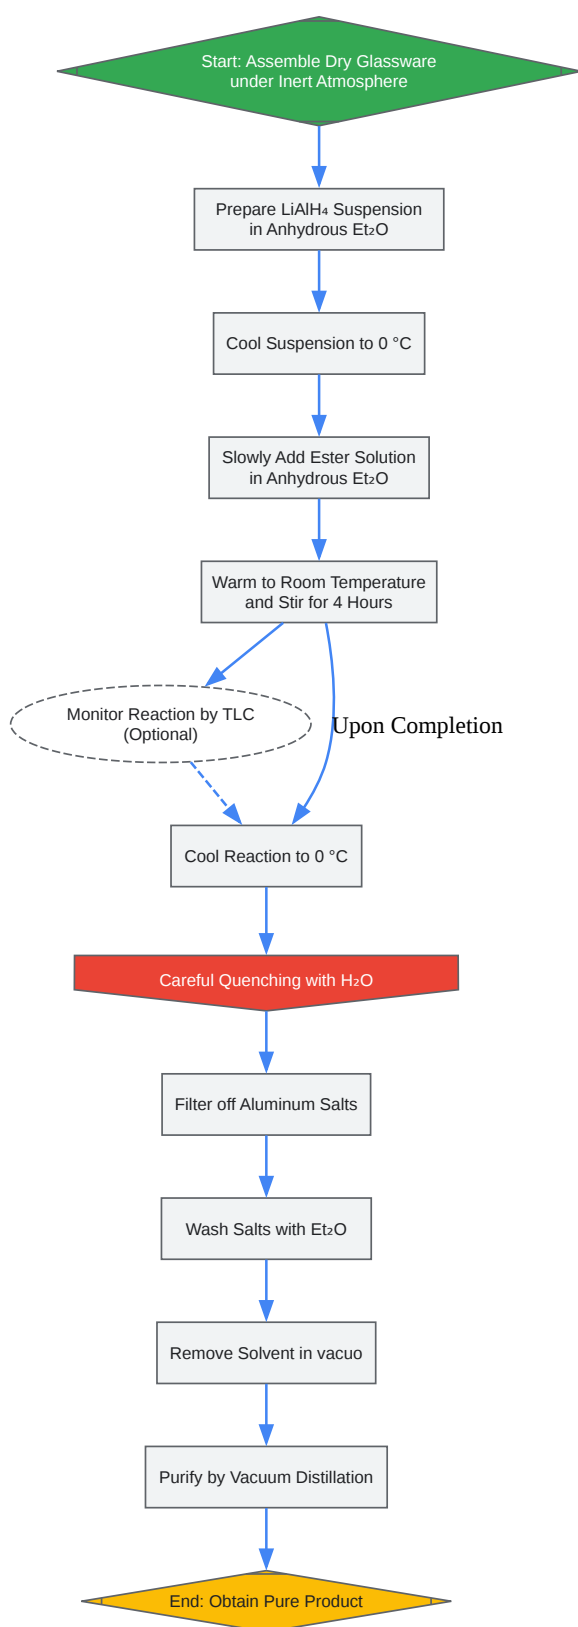 Start: Assemble Dry Glassware
under Inert Atmosphere
Prepare LiAlH₄ Suspension
in Anhydrous Et₂O
Cool Suspension to 0 °C
Slowly Add Ester Solution
in Anhydrous Et₂O
Warm to Room Temperature
and Stir for 4 Hours
Monitor Reaction by TLC
(Optional)
Upon Completion
Cool Reaction to 0 °C
Careful Quenching with H₂O
Filter off Aluminum Salts
Wash Salts with Et₂O
Remove Solvent in vacuo
Purify by Vacuum Distillation
End: Obtain Pure Product